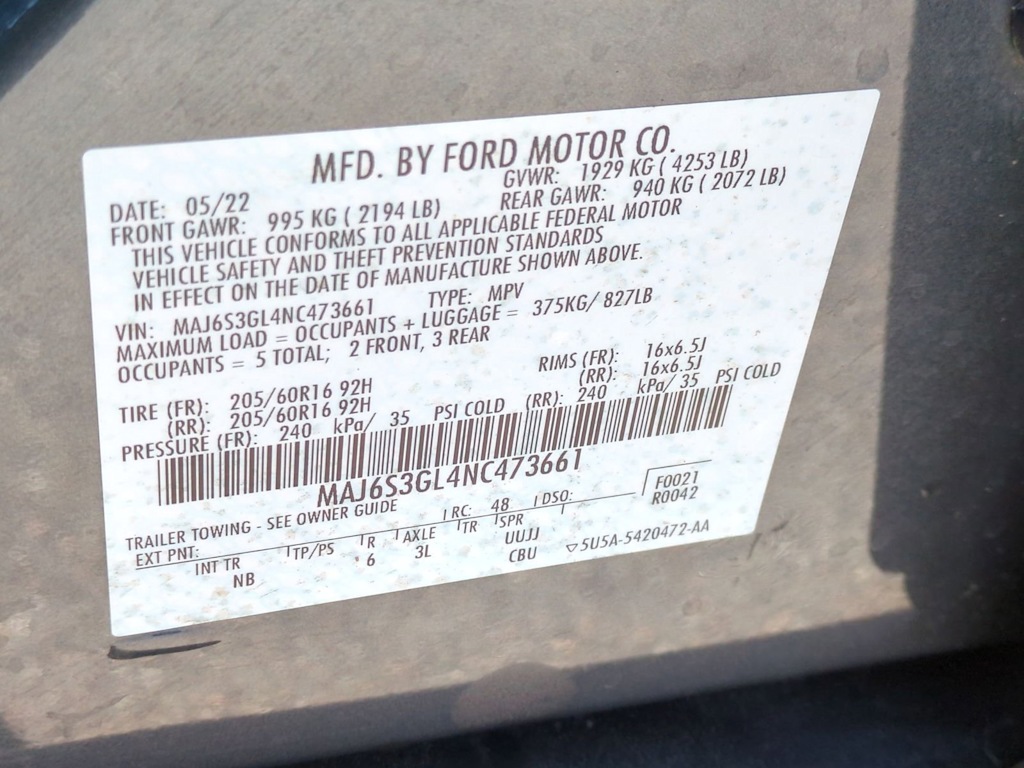 MFD. BY FORD MOTOR CO.
DATE: 05/22 GVWR: 1929 KG ( 4253 LB)
FRONT GAWR: 995 KG ( 2194 LB) REAR GAWR: 940 KG ( 2072 LB)
THIS VEHICLE CONFORMS TO ALL APPLICABLE FEDERAL MOTOR
VEHICLE SAFETY AND THEFT PREVENTION STANDARDS
IN EFFECT ON THE DATE OF MANUFACTURE SHOWN ABOVE.
VIN: MAJ6S3GL4NC473661 TYPE: MPV
MAXIMUM LOAD = OCCUPANTS + LUGGAGE = 375KG/ 827LB
OCCUPANTS = 5 TOTAL; 2 FRONT, 3 REAR
TIRE (FR): 205/60R16 92H RIMS (FR): 16x6.5J
(RR): 205/60R16 92H (RR): 16x6.5J
PRESSURE (FR): 240 kPa/ 35 PSI COLD (RR): 240 kPa/ 35 PSI COLD
MAJ6S3GL4NC473661
TRAILER TOWING - SEE OWNER GUIDE
EXT PNT: RC: 48 DSO: F0021
R0042
INT TR TP/PS R AXLE TR SPR
NB 6 3L UUJJ
CBU ▽5U5A-5420472-AA